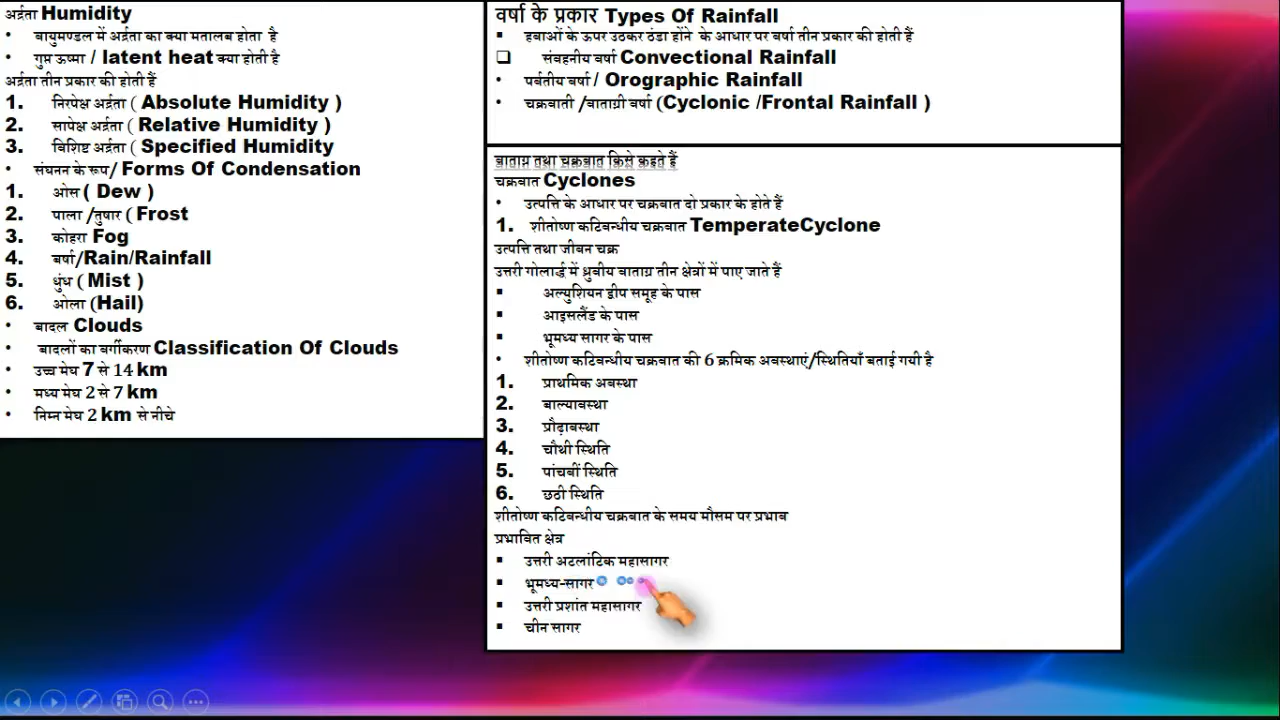 अर्द्रता Humidity
• वायुमण्डल में अर्द्रता का क्या मतालब होता है
• गुप्त ऊष्मा / latent heat क्या होती है
अर्द्रता तीन प्रकार की होती हैं
1. निरपेक्ष अर्द्रता ( Absolute Humidity )
2. सापेक्ष अर्द्रता ( Relative Humidity )
3. विशिष्ट अर्द्रता ( Specified Humidity
• संघनन के रूप/ Forms Of Condensation
1. ओस ( Dew )
2. पाला /तुषार ( Frost
3. कोहरा Fog
4. बर्षा/Rain/Rainfall
5. धुंध ( Mist )
6. ओला (Hail)
• बादल Clouds
• बादलों का वर्गीकरण Classification Of Clouds
• उच्च मेघ 7 से 14 km
• मध्य मेघ 2 से 7 km
• निम्न मेघ 2 km से नीचे
वर्षा के प्रकार Types Of Rainfall
▪ हवाओं के ऊपर उठकर ठंडा होंने के आधार पर बर्षा तीन प्रकार की होती हैं
❑ संवहनीय बर्षा Convectional Rainfall
• पर्वतीय बर्षा / Orographic Rainfall
• चक्रवाती /वाताग्री बर्षा (Cyclonic /Frontal Rainfall )
वाताग्र तथा चक्रवात किसे कहते हैं
चक्रवात Cyclones
• उत्पत्ति के आधार पर चक्रवात दो प्रकार के होते हैं
1. शीतोष्ण कटिबन्धीय चक्रवात TemperateCyclone
उत्पत्ति तथा जीवन चक्र
उत्तरी गोलार्द्ध में ध्रुवीय वाताग्र तीन क्षेत्रों में पाए जाते हैं
▪ अल्युशियन द्वीप समूह के पास
▪ आइसलैंड के पास
▪ भूमध्य सागर के पास
• शीतोष्ण कटिबन्धीय चक्रवात की 6 क्रमिक अवस्थाएं/स्थितियाँ बताई गयी है
1. प्राथमिक अवस्था
2. बाल्यावस्था
3. प्रौढ़ावस्था
4. चौथी स्थिति
5. पांचवीं स्थिति
6. छठी स्थिति
शीतोष्ण कटिबन्धीय चक्रवात के समय मौसम पर प्रभाब
प्रभावित क्षेत्र
▪ उत्तरी अटलांटिक महासागर
▪ भूमध्य-सागर
▪ उत्तरी प्रशांत महासागर
▪ चीन सागर